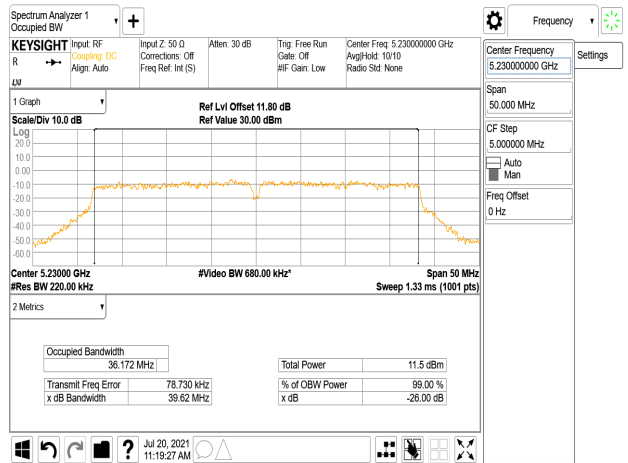 Spectrum Analyzer 1
Occupied BW
Frequency
KEYSIGHT Input: RF Input Z: 50 Ω Atten: 30 dB Trig: Free Run Center Freq: 5.230000000 GHz
R Coupling: DC Corrections: Off Gate: Off Avg|Hold: 10/10
Align: Auto Freq Ref: Int (S) #IF Gain: Low Radio Std: None
Center Frequency
5.230000000 GHz
Settings
Span
50.000 MHz
CF Step
5.000000 MHz
Auto
Man
Freq Offset
0 Hz
1 Graph
Ref Lvl Offset 11.80 dB
Scale/Div 10.0 dB Ref Value 30.00 dBm
Log
20.0
10.0
0.00
-10.0
-20.0
-30.0
-40.0
-50.0
-60.0
Center 5.23000 GHz #Video BW 680.00 kHz* Span 50 MHz
#Res BW 220.00 kHz Sweep 1.33 ms (1001 pts)
2 Metrics
Occupied Bandwidth
36.172 MHz Total Power 11.5 dBm
Transmit Freq Error 78.730 kHz % of OBW Power 99.00 %
x dB Bandwidth 39.62 MHz x dB -26.00 dB
? Jul 20, 2021
11:19:27 AM